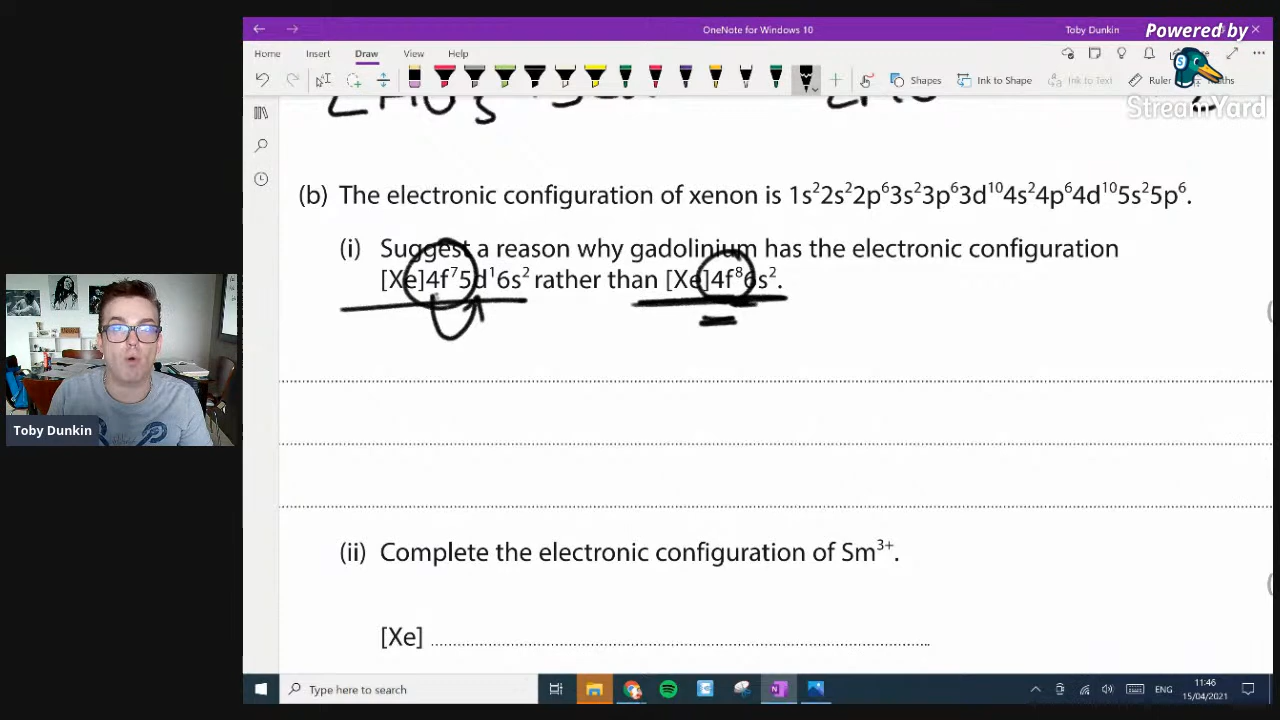 OneNote for Windows 10
Toby Dunkin
Powered by
StreamYard
Home Insert Draw View Help
Shapes Ink to Shape Ink to Text Ruler
(b) The electronic configuration of xenon is 1s²2s²2p⁶3s²3p⁶3d¹⁰4s²4p⁶4d¹⁰5s²5p⁶.
(i) Suggest a reason why gadolinium has the electronic configuration
[Xe]4f⁷5d¹6s² rather than [Xe]4f⁸6s².
(ii) Complete the electronic configuration of Sm³⁺.
[Xe]
Toby Dunkin
Type here to search
ENG
11:46
15/04/2021